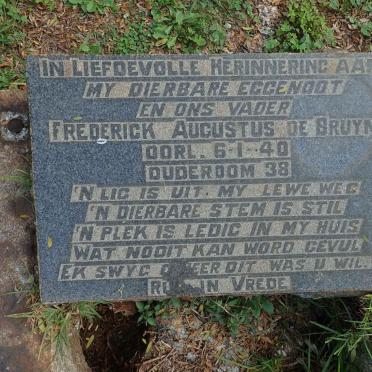 IN LIEFDEVOLLE HERINNERING AAN
MY DIERBARE EGGENOOT
EN ONS VADER
FREDERICK AUGUSTUS DE BRUYN
OORL. 6-1-40
OUDERDOM 38
'N LIG IS UIT. MY LEWE WEG
'N DIERBARE STEM IS STIL
'N PLEK IS LEDIG IN MY HUIS
WAT NOOIT KAN WORD GEVUL
EK SWYG O HEER DIT WAS U WIL
RUS IN VREDE